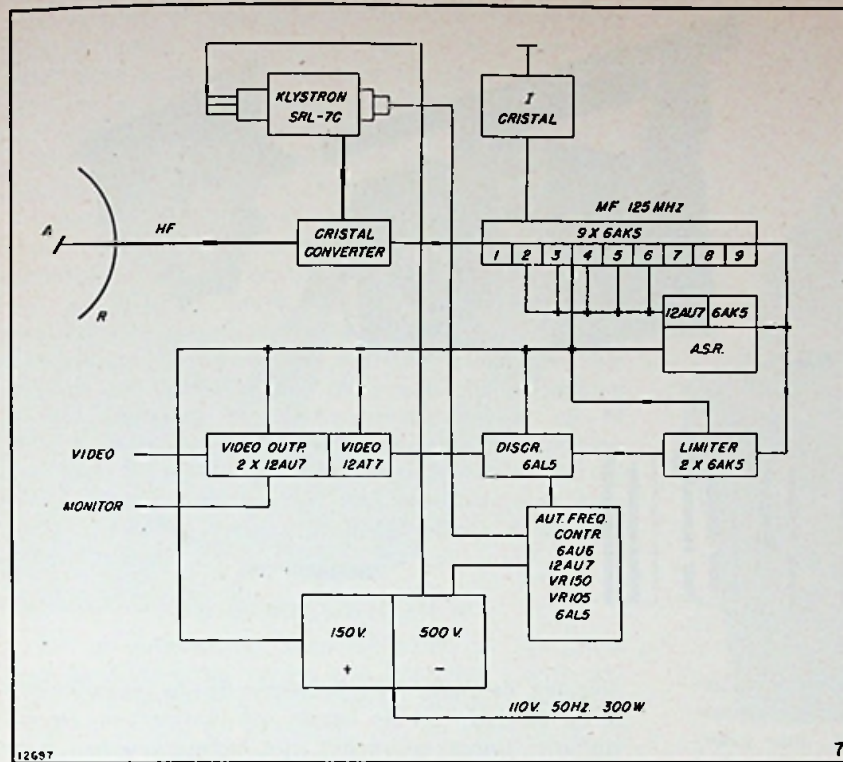 KLYSTRON
SRL-7C
I
CRISTAL
A
HF
R
CRISTAL
CONVERTER
MF 125 MHz
9 X 6AK5
1 2 3 4 5 6 7 8 9
12AU7 6AK5
A.S.R.
VIDEO
VIDEO OUTP.
2 X 12AU7
VIDEO
12AT7
DISCR.
6AL5
LIMITER
2 X 6AK5
MONITOR
AUT. FREQ.
CONTR
6AU6
12AU7
VR150
VR105
6AL5
150V.
+
500V.
−
110V. 50Hz. 300W.
12697
7